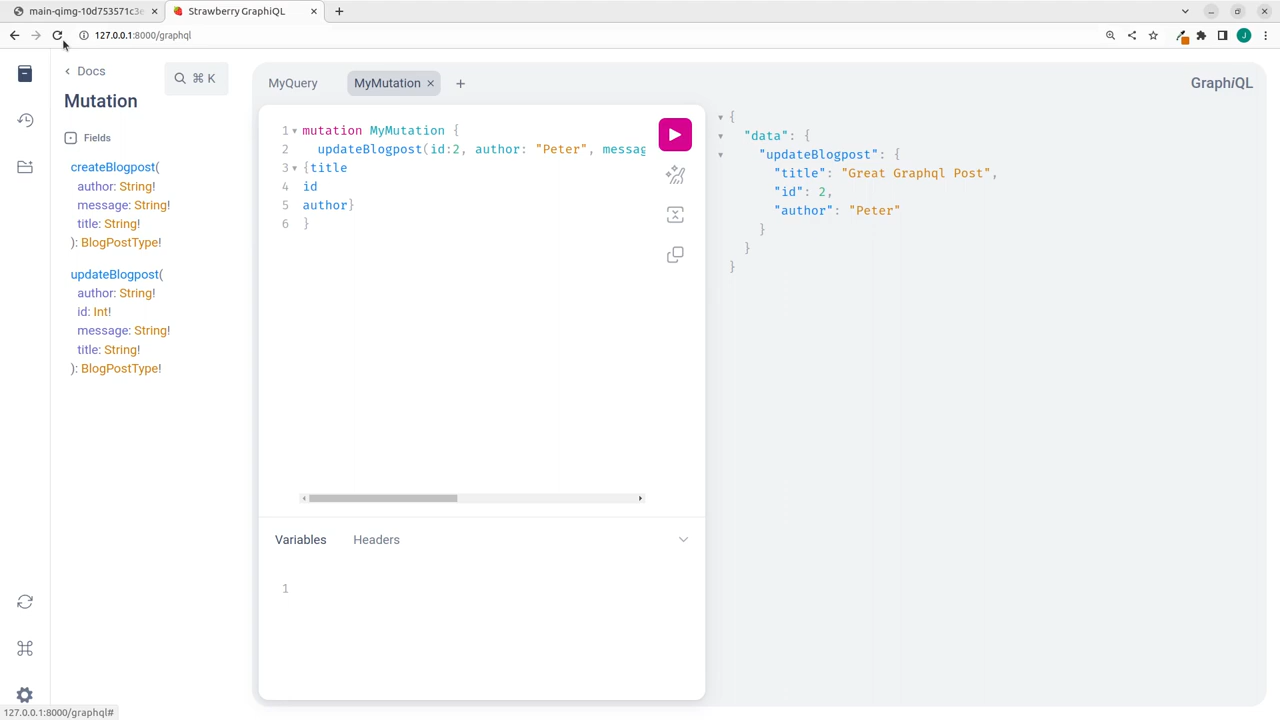 main-qimg-10d753571c3e
Strawberry GraphiQL
127.0.0.1:8000/graphql
J
Docs
⌘ K
Mutation
Fields
createBlogpost(
author: String!
message: String!
title: String!
): BlogPostType!
updateBlogpost(
author: String!
id: Int!
message: String!
title: String!
): BlogPostType!
MyQuery
MyMutation
GraphiQL
1 mutation MyMutation {
2 updateBlogpost(id:2, author: "Peter", messag
3 {title
4 id
5 author}
6 }
{
"data": {
"updateBlogpost": {
"title": "Great Graphql Post",
"id": 2,
"author": "Peter"
}
}
}
Variables
Headers
1
127.0.0.1:8000/graphql#